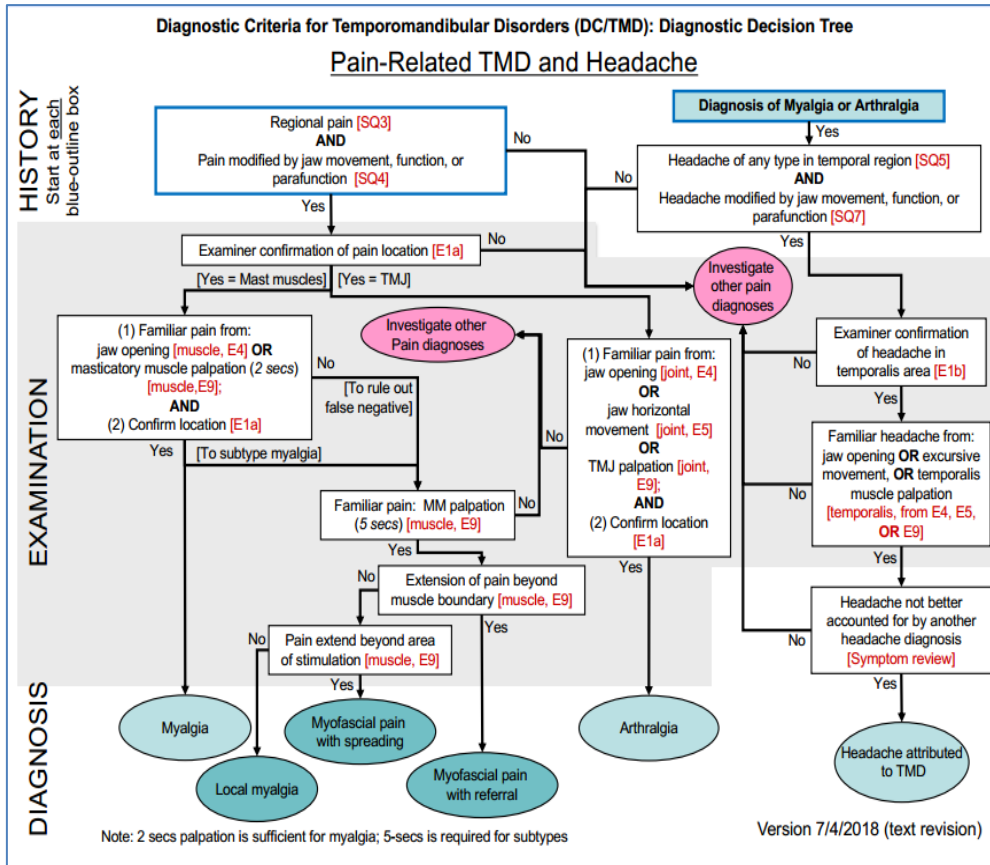 Diagnostic Criteria for Temporomandibular Disorders (DC/TMD): Diagnostic Decision Tree
Pain-Related TMD and Headache
HISTORY
Start at each
blue-outline box
Regional pain [SQ3]
AND
Pain modified by jaw movement, function, or
parafunction [SQ4]
No
Yes
Diagnosis of Myalgia or Arthralgia
Yes
Headache of any type in temporal region [SQ5]
AND
Headache modified by jaw movement, function, or
parafunction [SQ7]
No
Yes
EXAMINATION
Examiner confirmation of pain location [E1a]
No
[Yes = Mast muscles]
[Yes = TMJ]
Investigate
other pain
diagnoses
(1) Familiar pain from:
jaw opening [muscle, E4] OR
masticatory muscle palpation (2 secs)
[muscle,E9];
AND
(2) Confirm location [E1a]
No
[To rule out
false negative]
Yes
[To subtype myalgia]
Investigate other
Pain diagnoses
Familiar pain: MM palpation
(5 secs) [muscle, E9]
No
Yes
Extension of pain beyond
muscle boundary [muscle, E9]
No
Yes
Pain extend beyond area
of stimulation [muscle, E9]
No
Yes
(1) Familiar pain from:
jaw opening [joint, E4]
OR
jaw horizontal
movement [joint, E5]
OR
TMJ palpation [joint,
E9];
AND
(2) Confirm location
[E1a]
No
Yes
Examiner confirmation
of headache in
temporalis area [E1b]
No
Yes
Familiar headache from:
jaw opening OR excursive
movement, OR temporalis
muscle palpation
[temporalis, from E4, E5,
OR E9]
No
Yes
Headache not better
accounted for by another
headache diagnosis
[Symptom review]
No
Yes
DIAGNOSIS
Myalgia
Local myalgia
Myofascial pain
with spreading
Myofascial pain
with referral
Arthralgia
Headache attributed
to TMD
Note: 2 secs palpation is sufficient for myalgia; 5-secs is required for subtypes
Version 7/4/2018 (text revision)